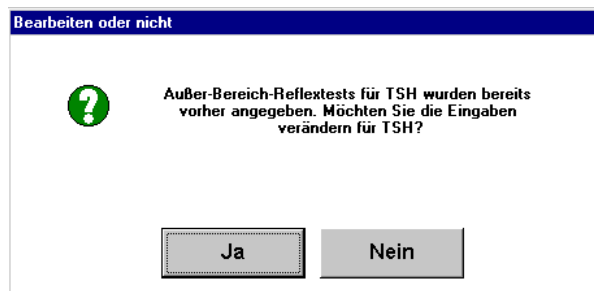 Bearbeiten oder nicht
Außer-Bereich-Reflextests für TSH wurden bereits
vorher angegeben. Möchten Sie die Eingaben
verändern für TSH?
Ja
Nein